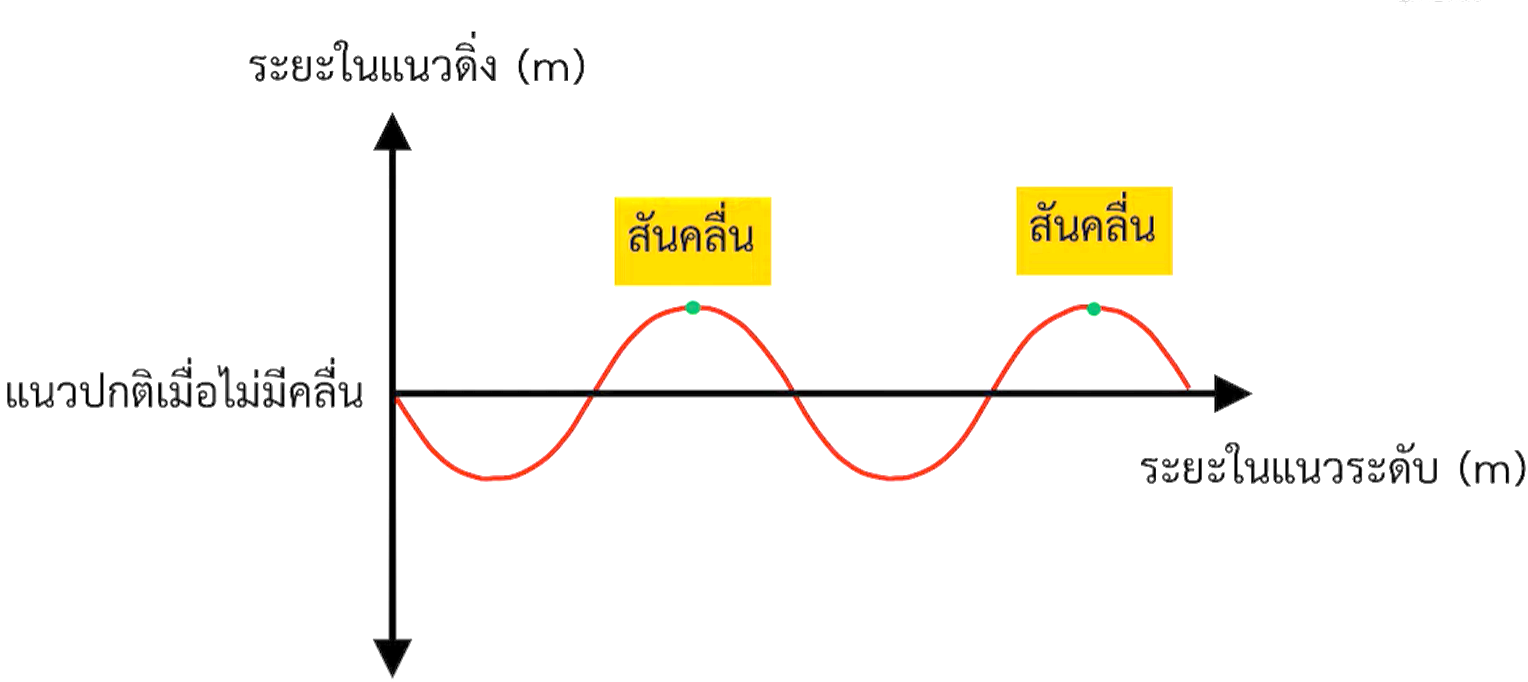 ระยะในแนวดิ่ง (m)
สันคลื่น
สันคลื่น
แนวปกติเมื่อไม่มีคลื่น
ระยะในแนวระดับ (m)